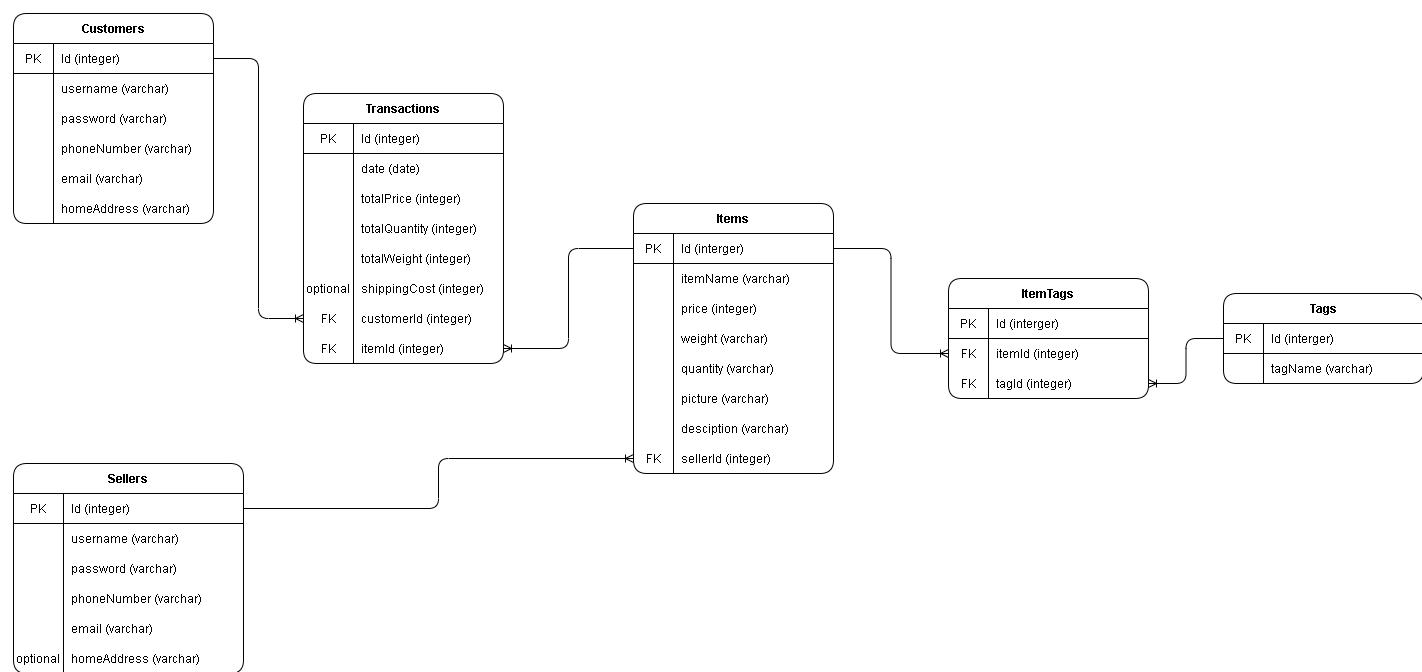 Customers
PK Id (integer)
username (varchar)
password (varchar)
phoneNumber (varchar)
email (varchar)
homeAddress (varchar)
Transactions
PK Id (integer)
date (date)
totalPrice (integer)
totalQuantity (integer)
totalWeight (integer)
optional shippingCost (integer)
FK customerId (integer)
FK itemId (integer)
Items
PK Id (interger)
itemName (varchar)
price (integer)
weight (varchar)
quantity (varchar)
picture (varchar)
desciption (varchar)
FK sellerId (integer)
ItemTags
PK Id (interger)
FK itemId (integer)
FK tagId (integer)
Tags
PK Id (interger)
tagName (varchar)
Sellers
PK Id (integer)
username (varchar)
password (varchar)
phoneNumber (varchar)
email (varchar)
optional homeAddress (varchar)